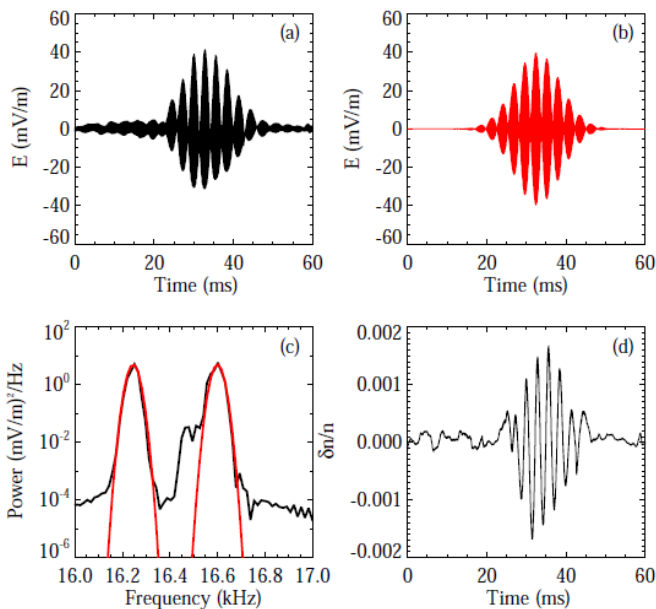 (a)
60
40
20
0
-20
-40
-60
E (mV/m)
0 20 40 60
Time (ms)
(b)
60
40
20
0
-20
-40
-60
E (mV/m)
0 20 40 60
Time (ms)
(c)
10²
10⁰
10⁻²
10⁻⁴
10⁻⁶
Power (mV/m)²/Hz
16.0 16.2 16.4 16.6 16.8 17.0
Frequency (kHz)
(d)
0.002
0.001
0.000
-0.001
-0.002
δn/n
0 20 40 60
Time (ms)